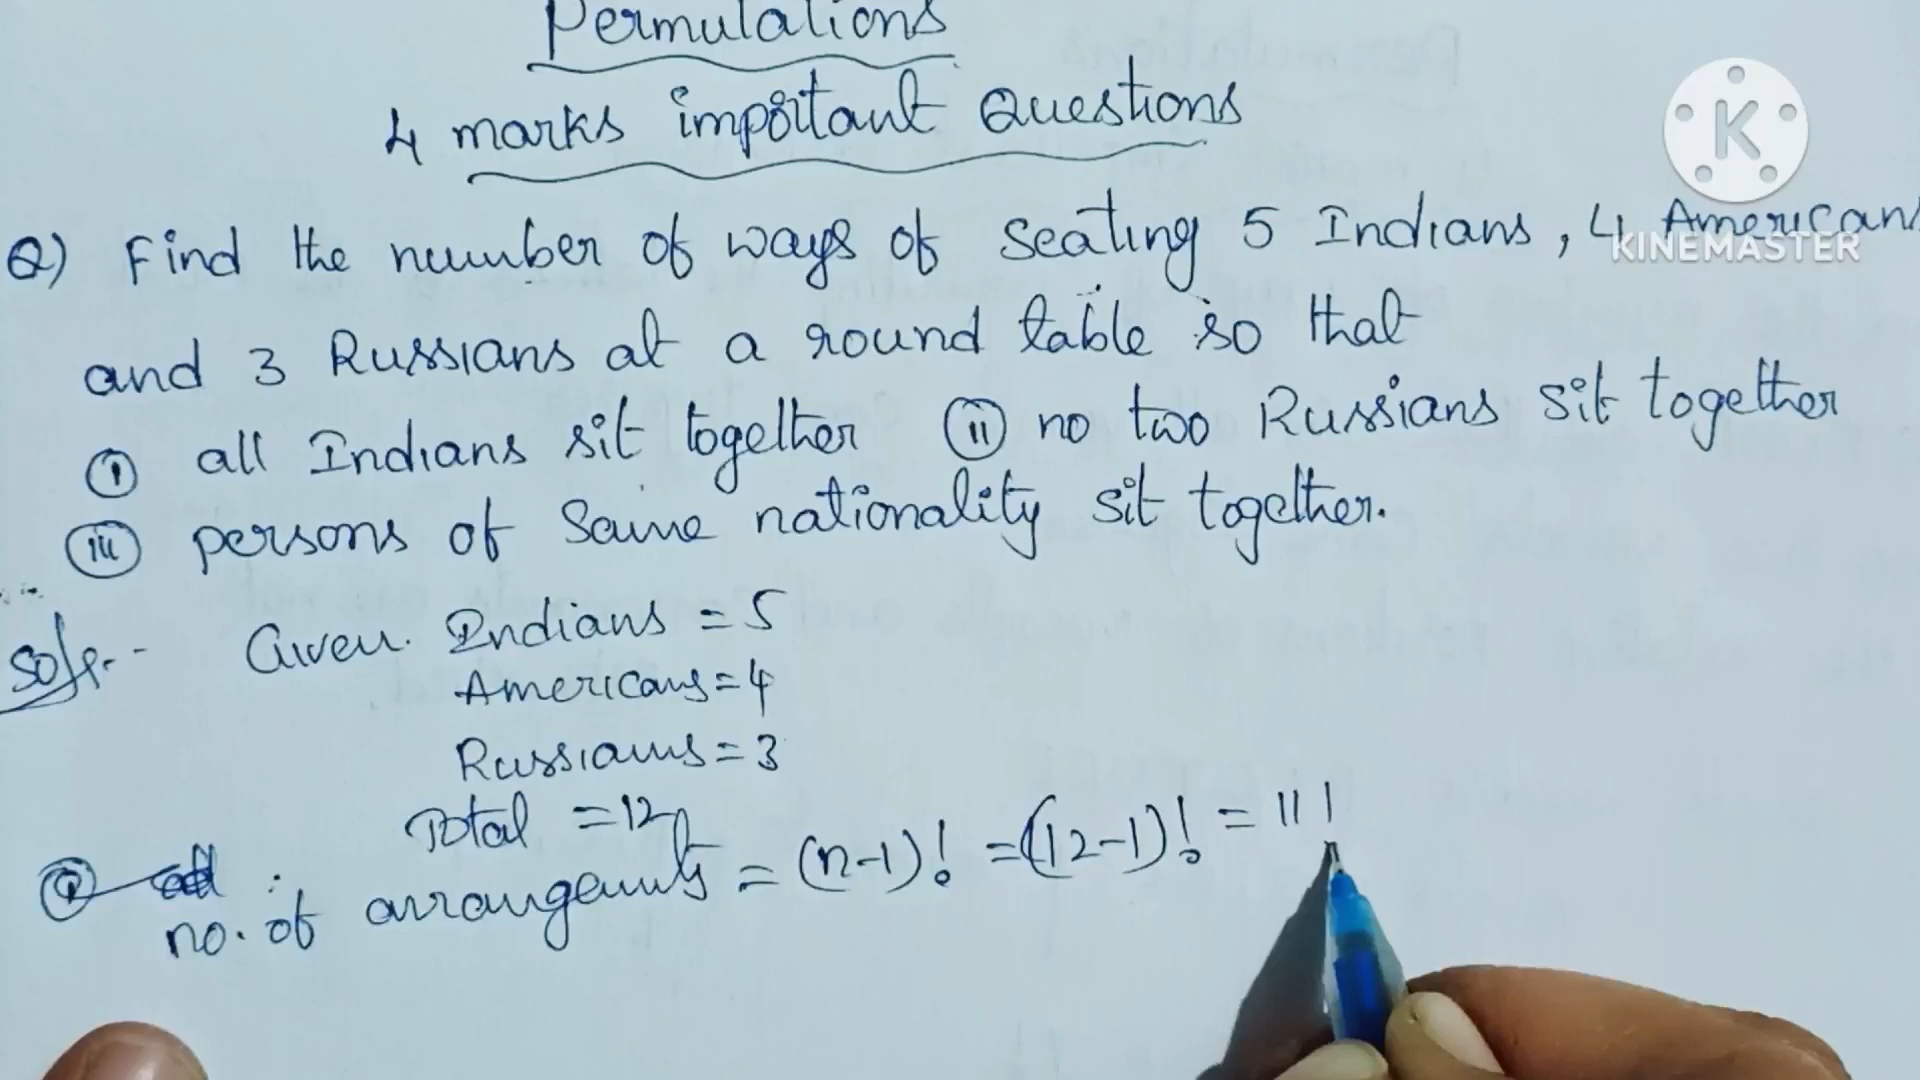 Permutations
4 marks important Questions
K
KINEMASTER
Q) Find the number of ways of seating 5 Indians, 4 Americans
and 3 Russians at a round table so that
(i) all Indians sit together (ii) no two Russians sit together
(iii) persons of same nationality sit together.
Soln:- Given. Indians = 5
Americans = 4
Russians = 3
Total = 12
no. of arrangements = (n-1)! = (12-1)! = 11!